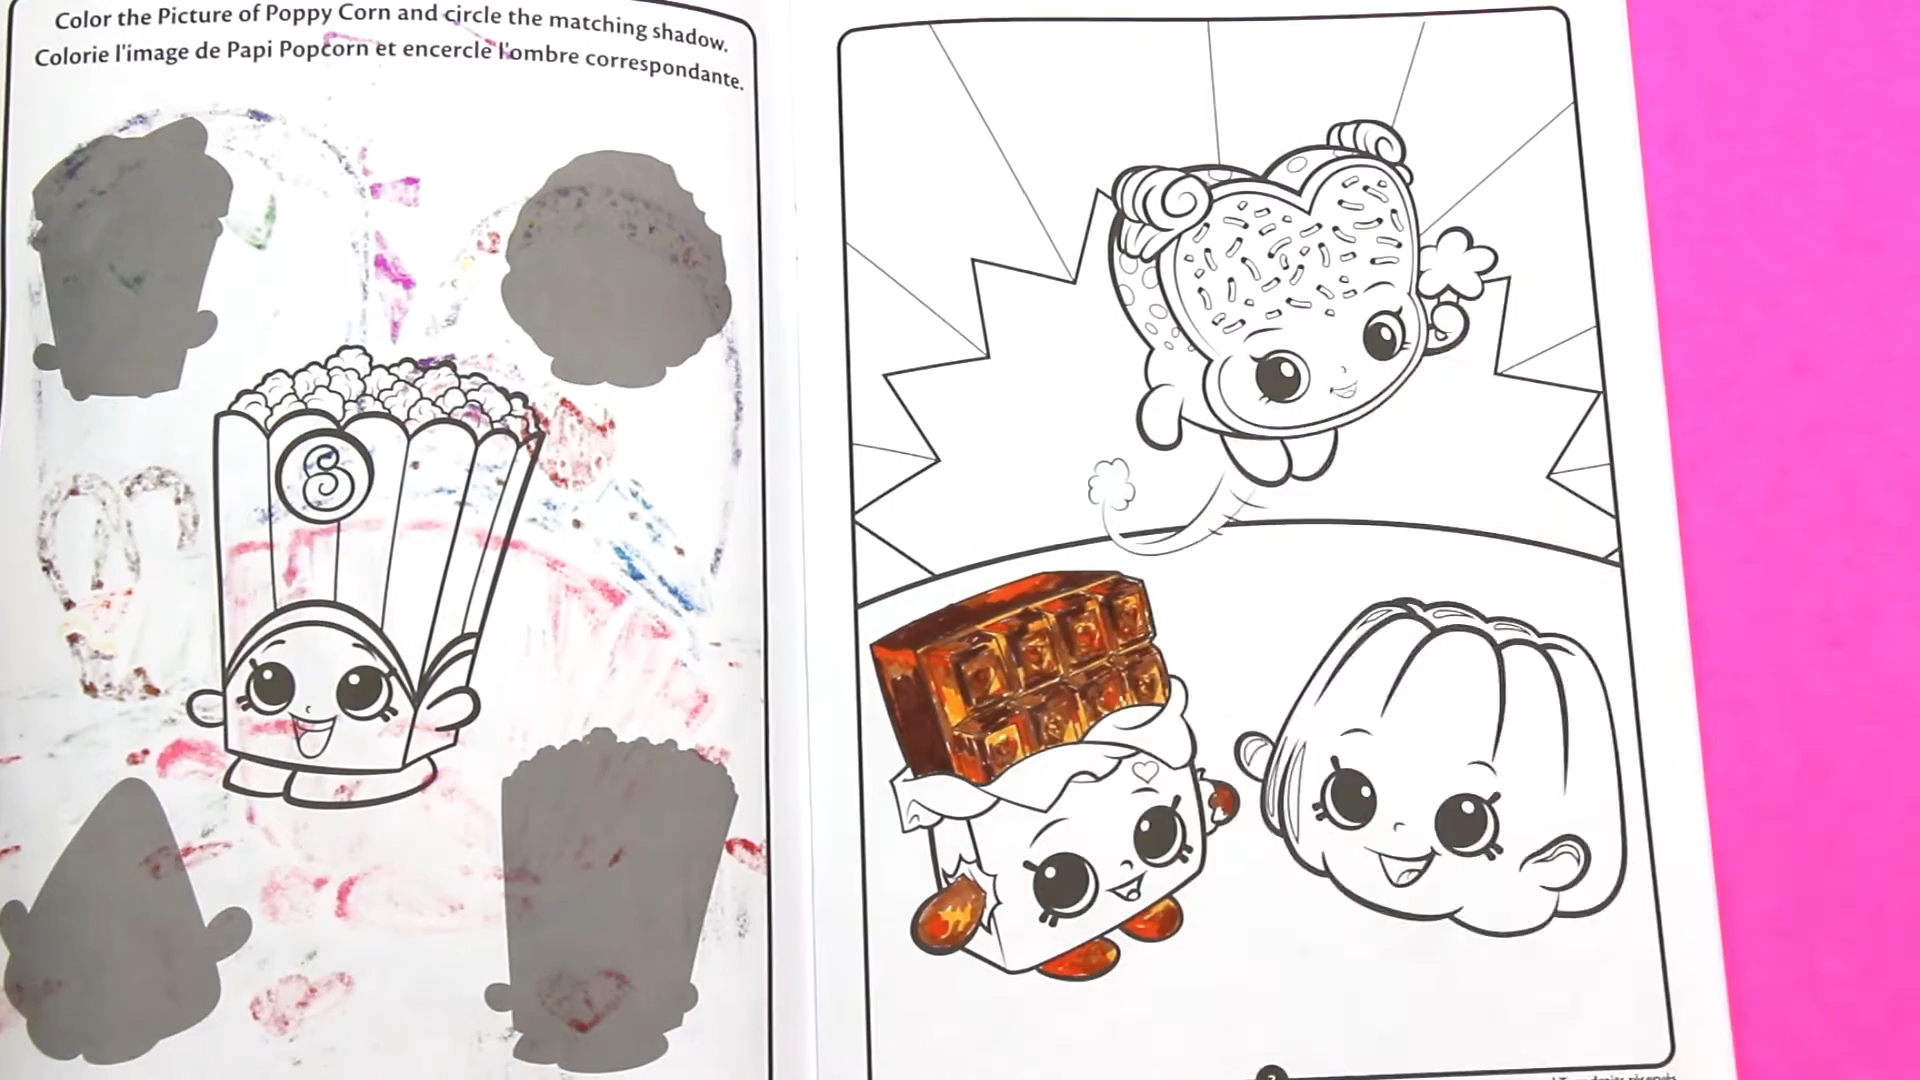 Color the Picture of Poppy Corn and circle the matching shadow.
Colorie l'image de Papi Popcorn et encercle l'ombre correspondante.
S